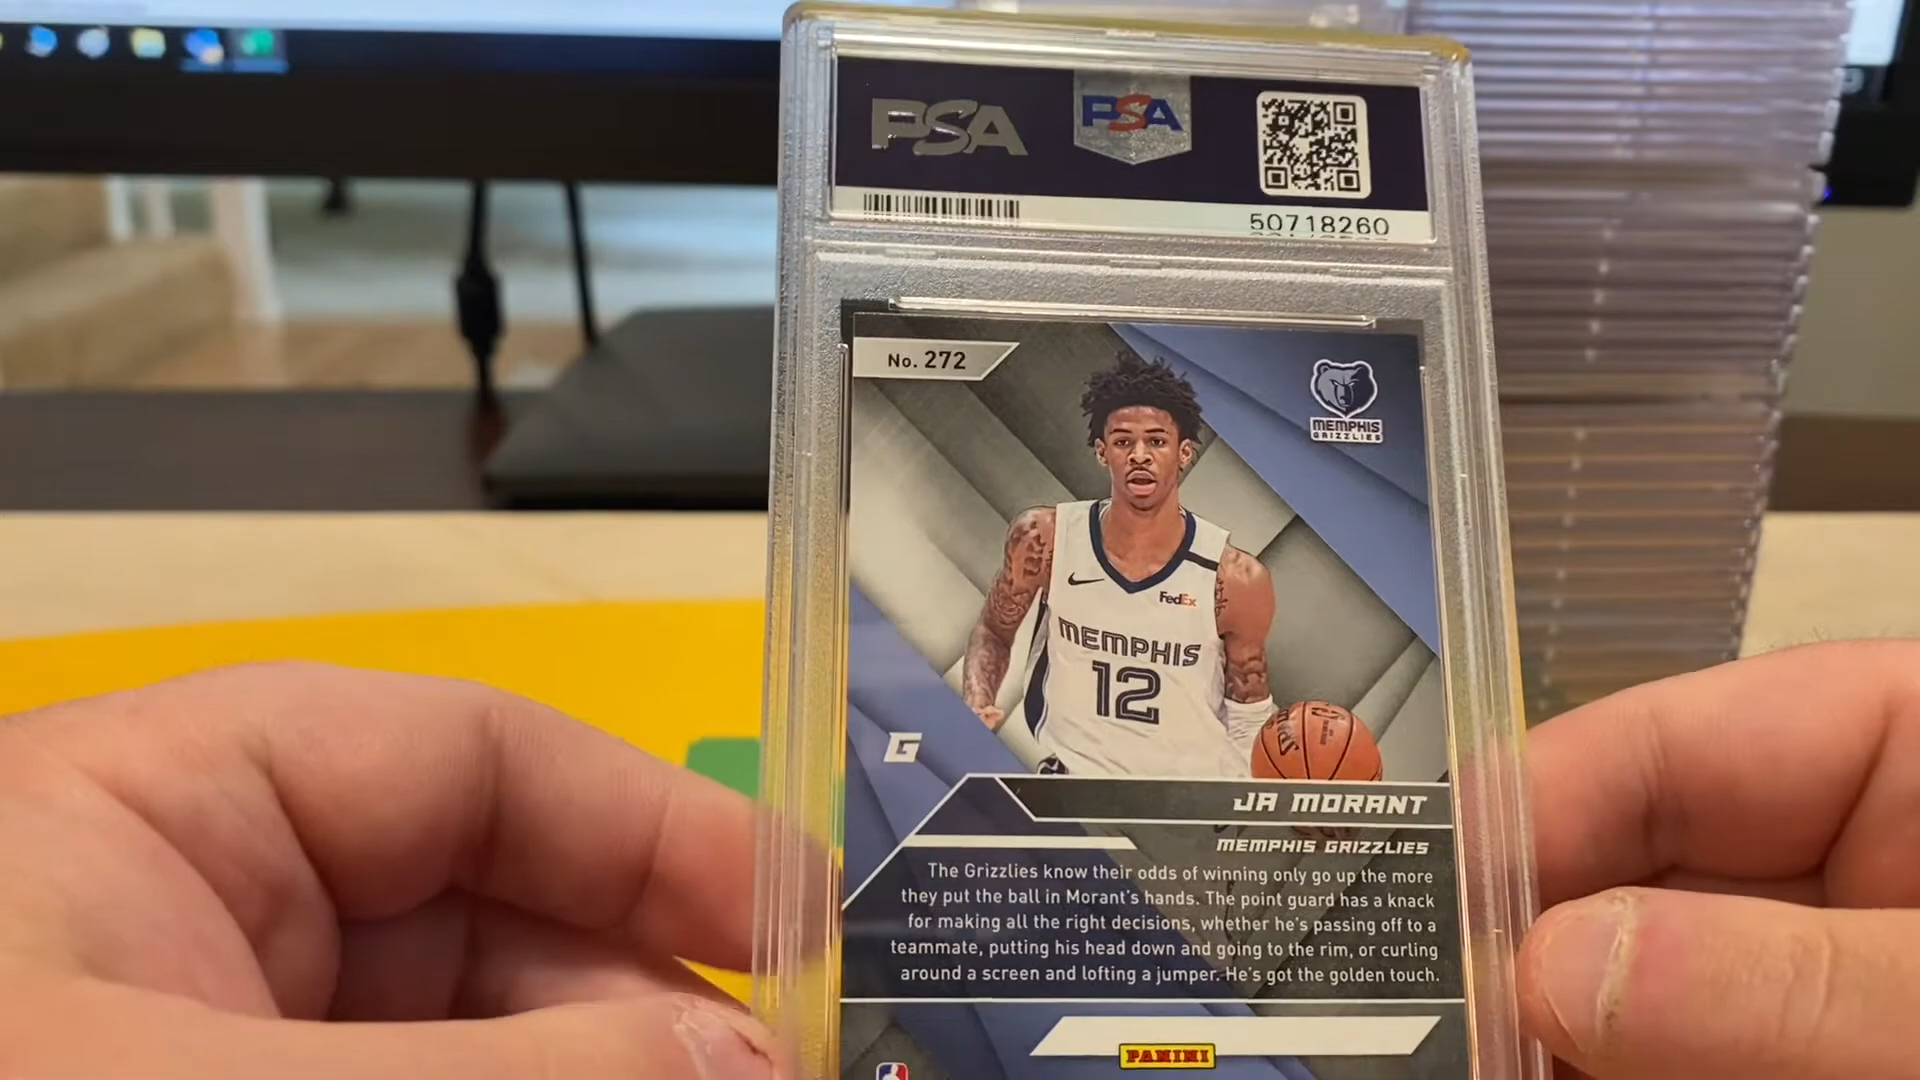 PSA
PSA
50718260
No. 272
MEMPHIS
GRIZZLIES
FedEx
MEMPHIS
12
SPALDING
G
JA MORANT
MEMPHIS GRIZZLIES
The Grizzlies know their odds of winning only go up the more
they put the ball in Morant's hands. The point guard has a knack
for making all the right decisions, whether he's passing off to a
teammate, putting his head down and going to the rim, or curling
around a screen and lofting a jumper. He's got the golden touch.
PANINI